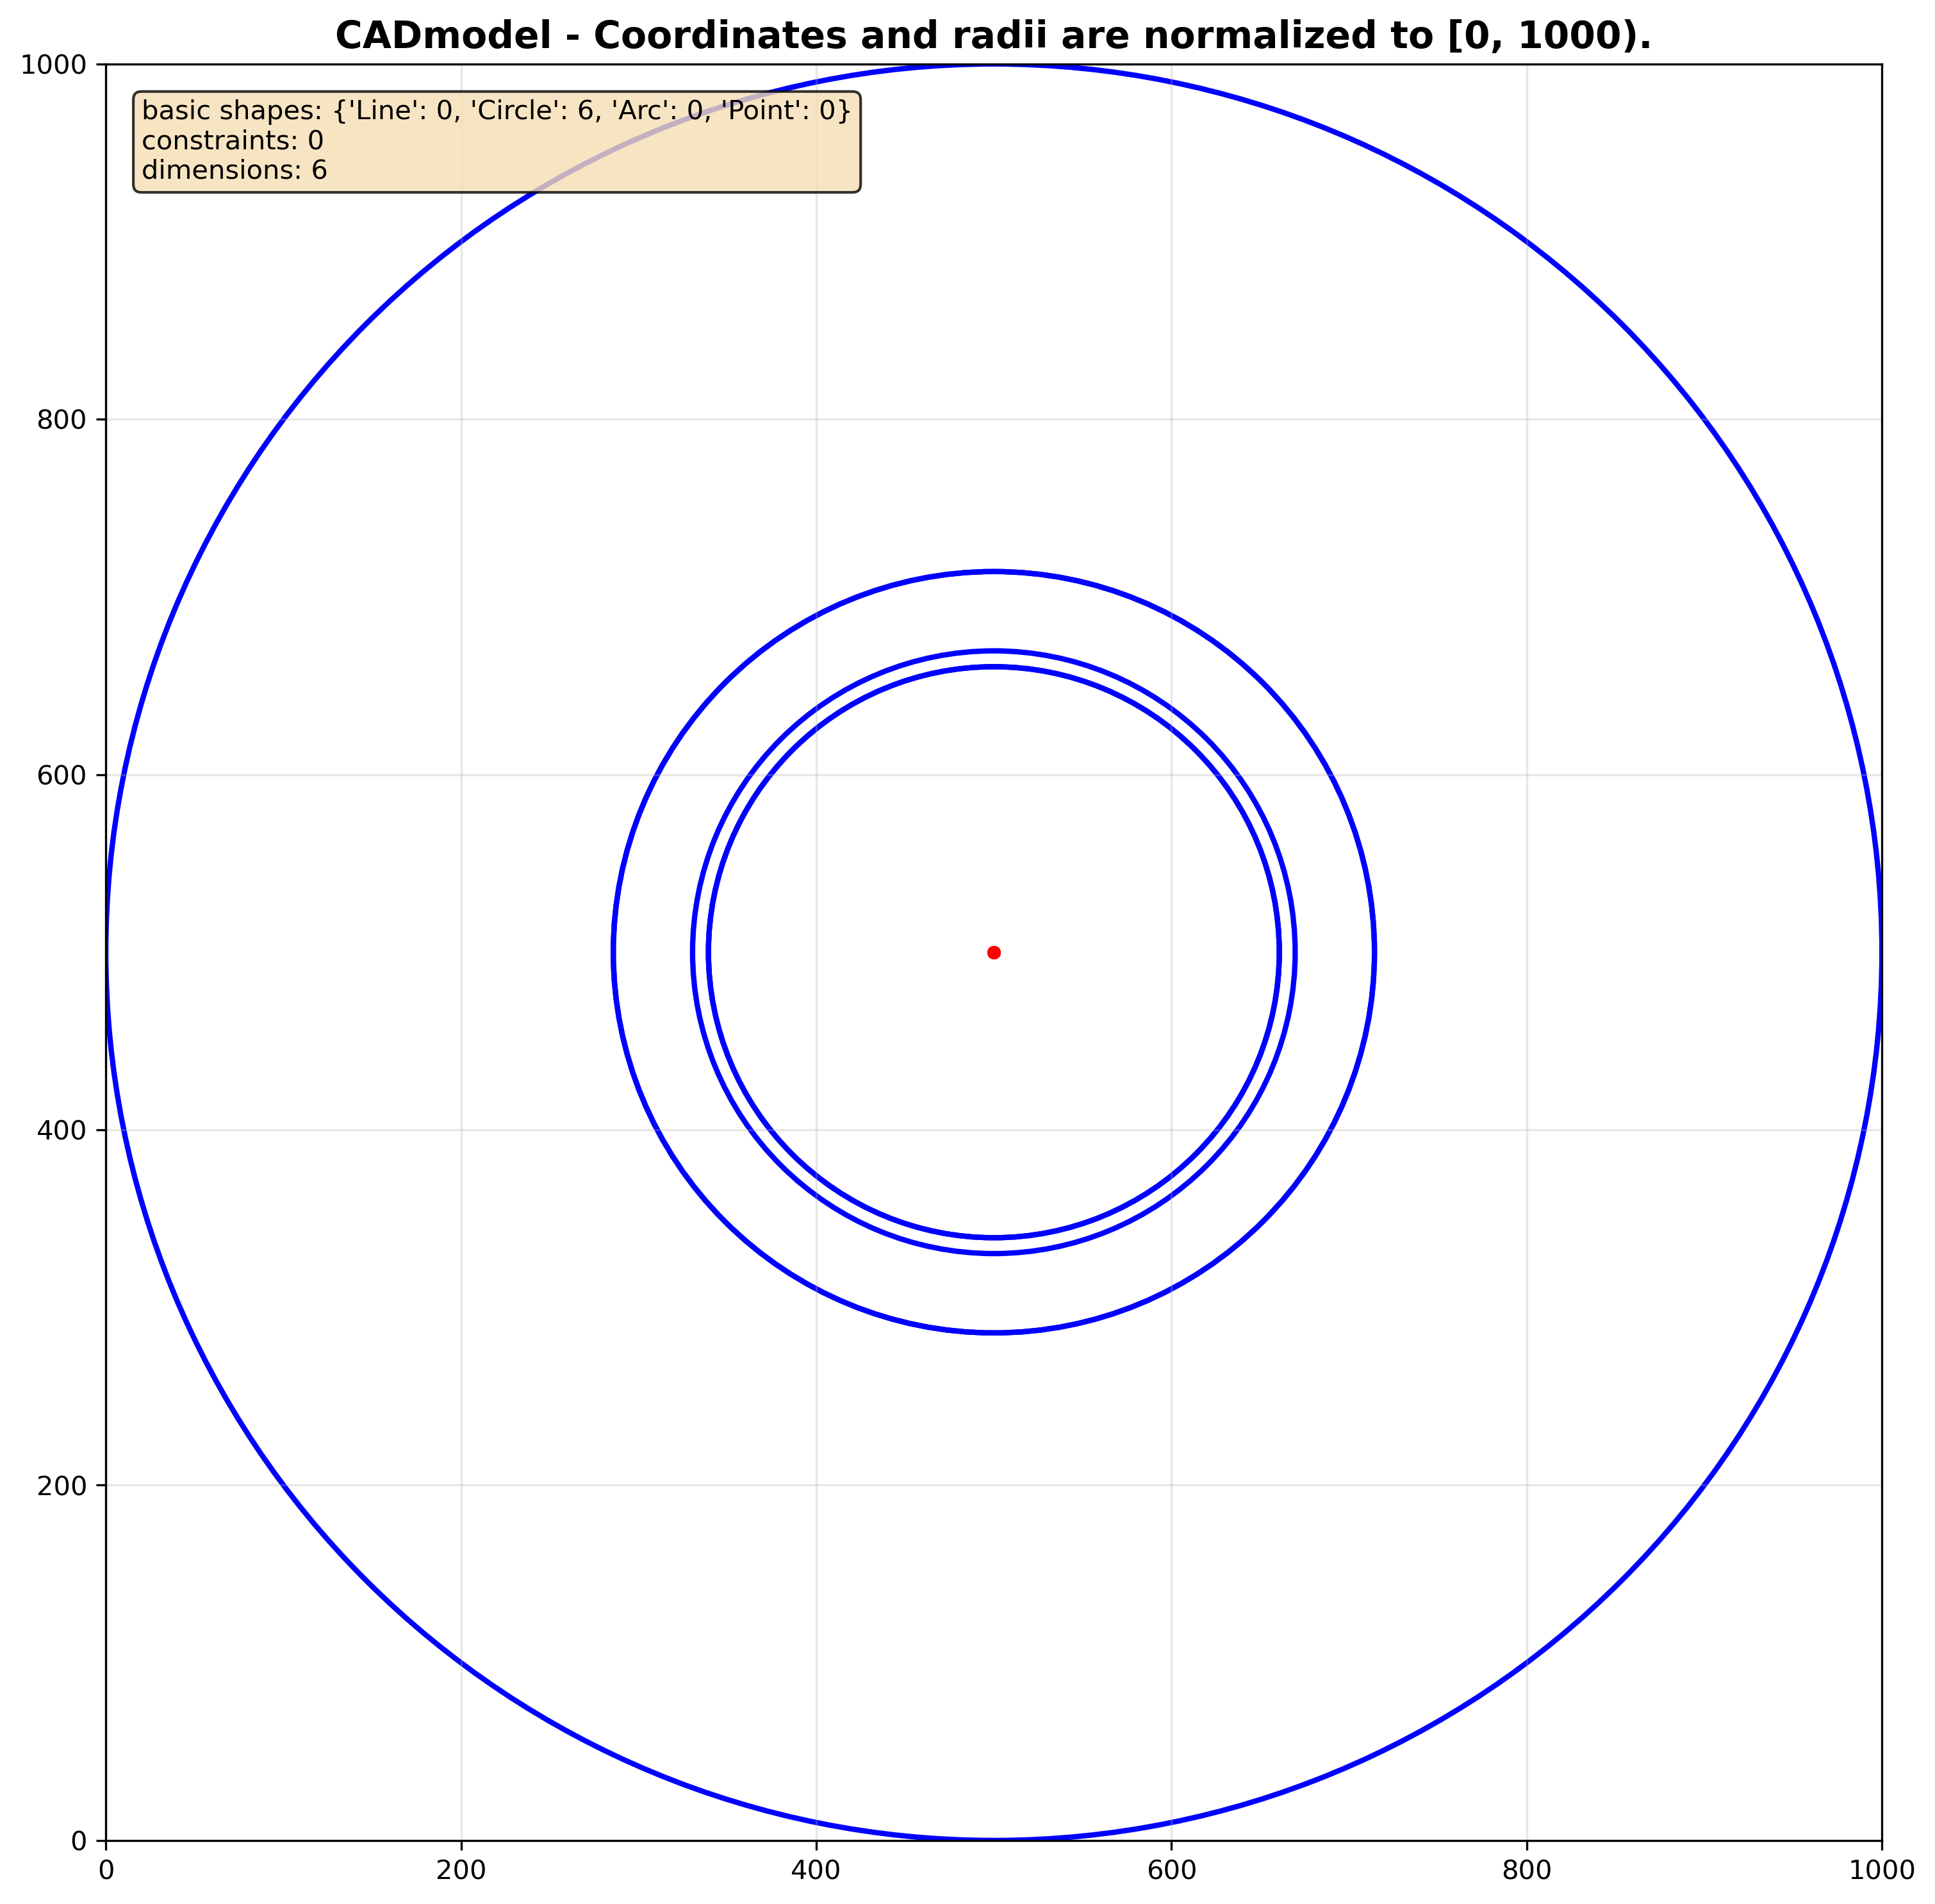 CADmodel - Coordinates and radii are normalized to [0, 1000).
basic shapes: {'Line': 0, 'Circle': 6, 'Arc': 0, 'Point': 0}
constraints: 0
dimensions: 6
1000
800
600
400
200
0
0 200 400 600 800 1000